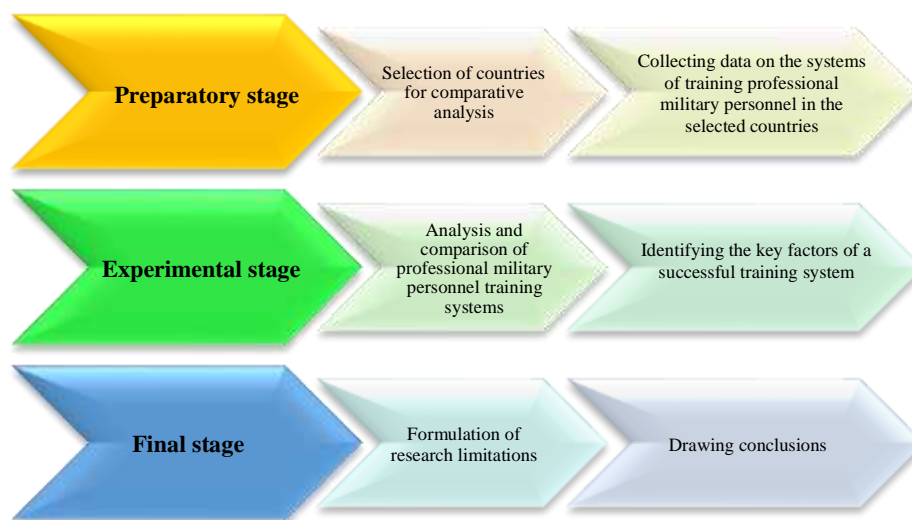 Preparatory stage
Selection of countries
for comparative
analysis
Collecting data on the systems
of training professional
military personnel in the
selected countries
Experimental stage
Analysis and
comparison of
professional military
personnel training
systems
Identifying the key factors of a
successful training system
Final stage
Formulation of
research limitations
Drawing conclusions